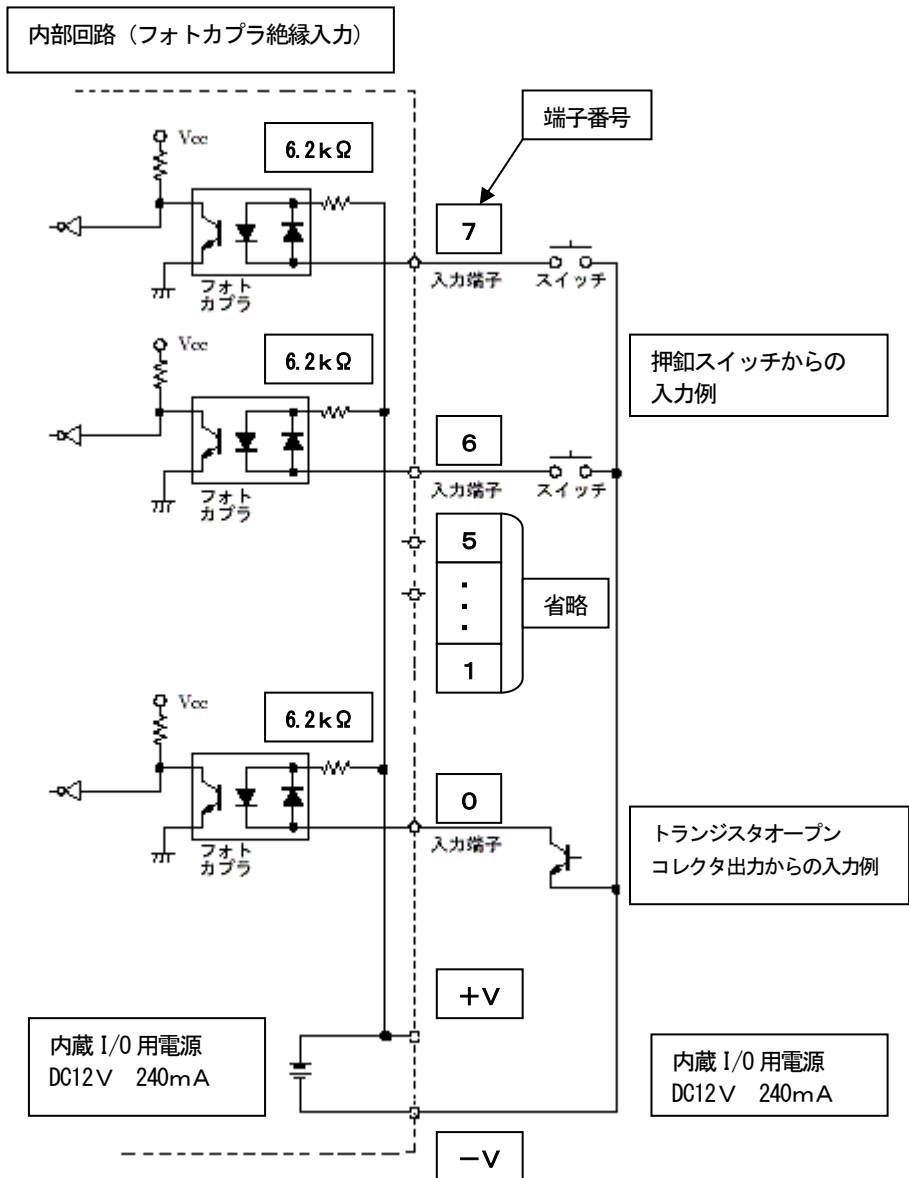 内部回路（フォトカプラ絶縁入力）
端子番号
Vcc
6.2kΩ
7
フォト
カプラ
入力端子
スイッチ
Vcc
6.2kΩ
押釦スイッチからの
入力例
6
フォト
カプラ
入力端子
スイッチ
5
・
・
・
省略
1
Vcc
6.2kΩ
0
フォト
カプラ
入力端子
トランジスタオープン
コレクタ出力からの入力例
＋V
内蔵 I/O 用電源
DC12V 240mA
内蔵 I/O 用電源
DC12V 240mA
－V